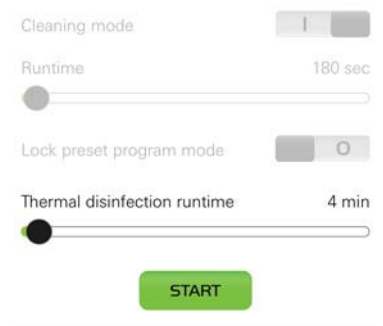 Cleaning mode I
Runtime 180 sec
Lock preset program mode O
Thermal disinfection runtime 4 min
START